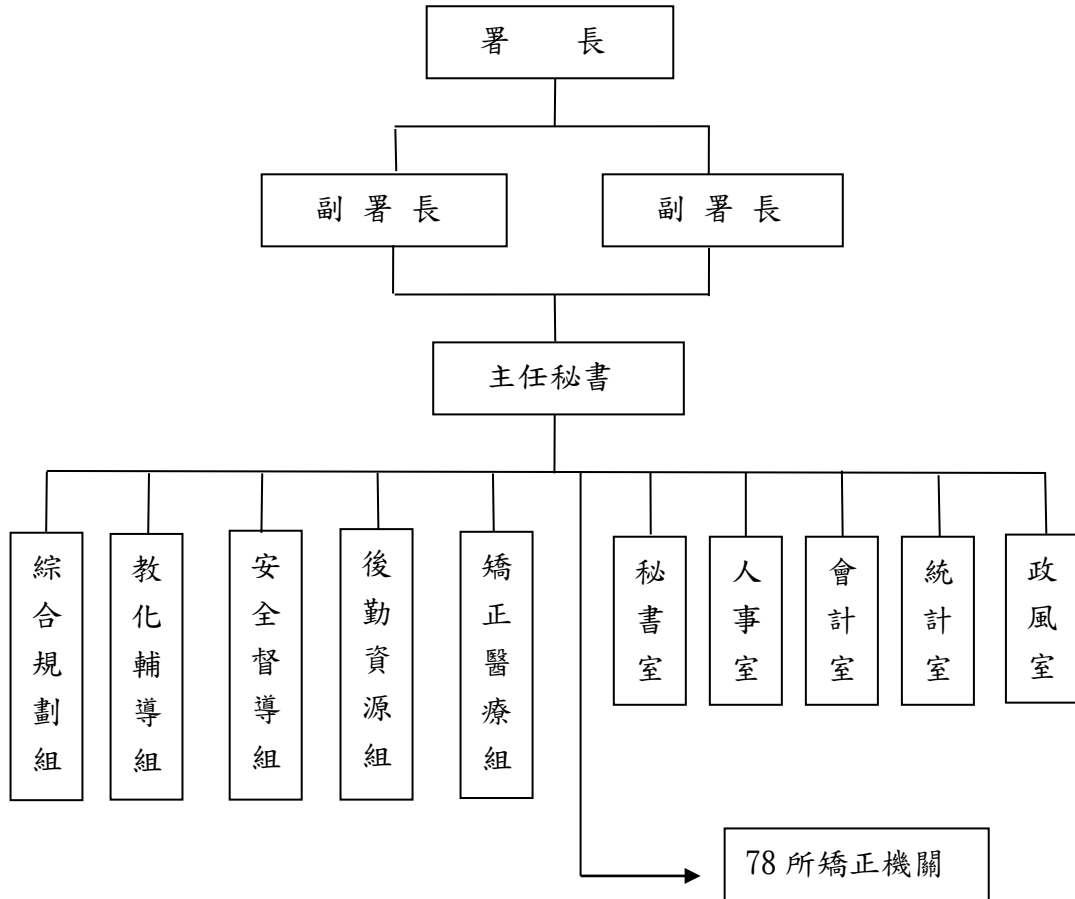 署 長
副 署 長
副 署 長
主任秘書
綜合規劃組
教化輔導組
安全督導組
後勤資源組
矯正醫療組
秘書室
人事室
會計室
統計室
政風室
78 所矯正機關